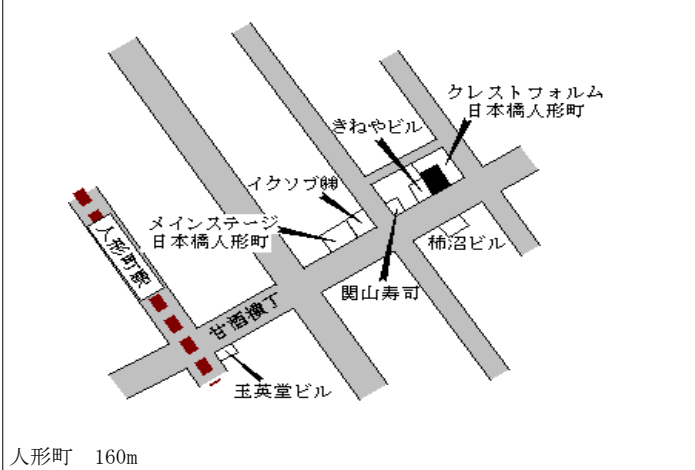 クレストフォルム
日本橋人形町
きねやビル
イクソブ㈱
メインステージ
日本橋人形町
人形町駅
柿沼ビル
関山寿司
甘酒横丁
玉英堂ビル
人形町　160m